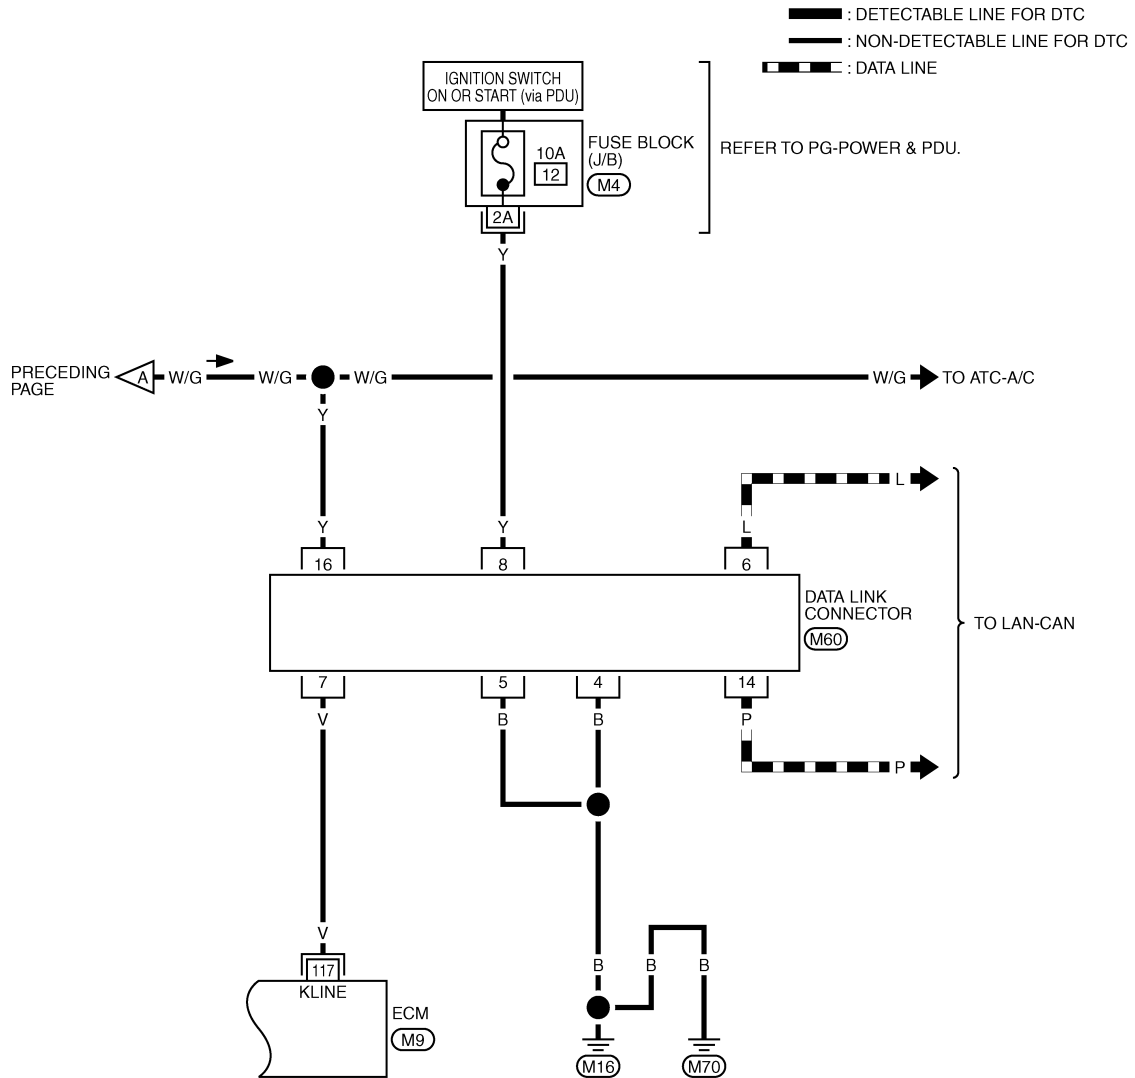 : DETECTABLE LINE FOR DTC
: NON-DETECTABLE LINE FOR DTC
: DATA LINE
IGNITION SWITCH
ON OR START (via PDU)
FUSE BLOCK
(J/B)
M4
10A
12
2A
REFER TO PG-POWER & PDU.
Y
PRECEDING
PAGE
A
W/G
W/G
W/G
W/G
TO ATC-A/C
Y
L
Y
Y
L
16
8
6
DATA LINK
CONNECTOR
M60
TO LAN-CAN
7
5
4
14
V
B
B
P
P
V
B
B
B
117
KLINE
ECM
M9
M16
M70